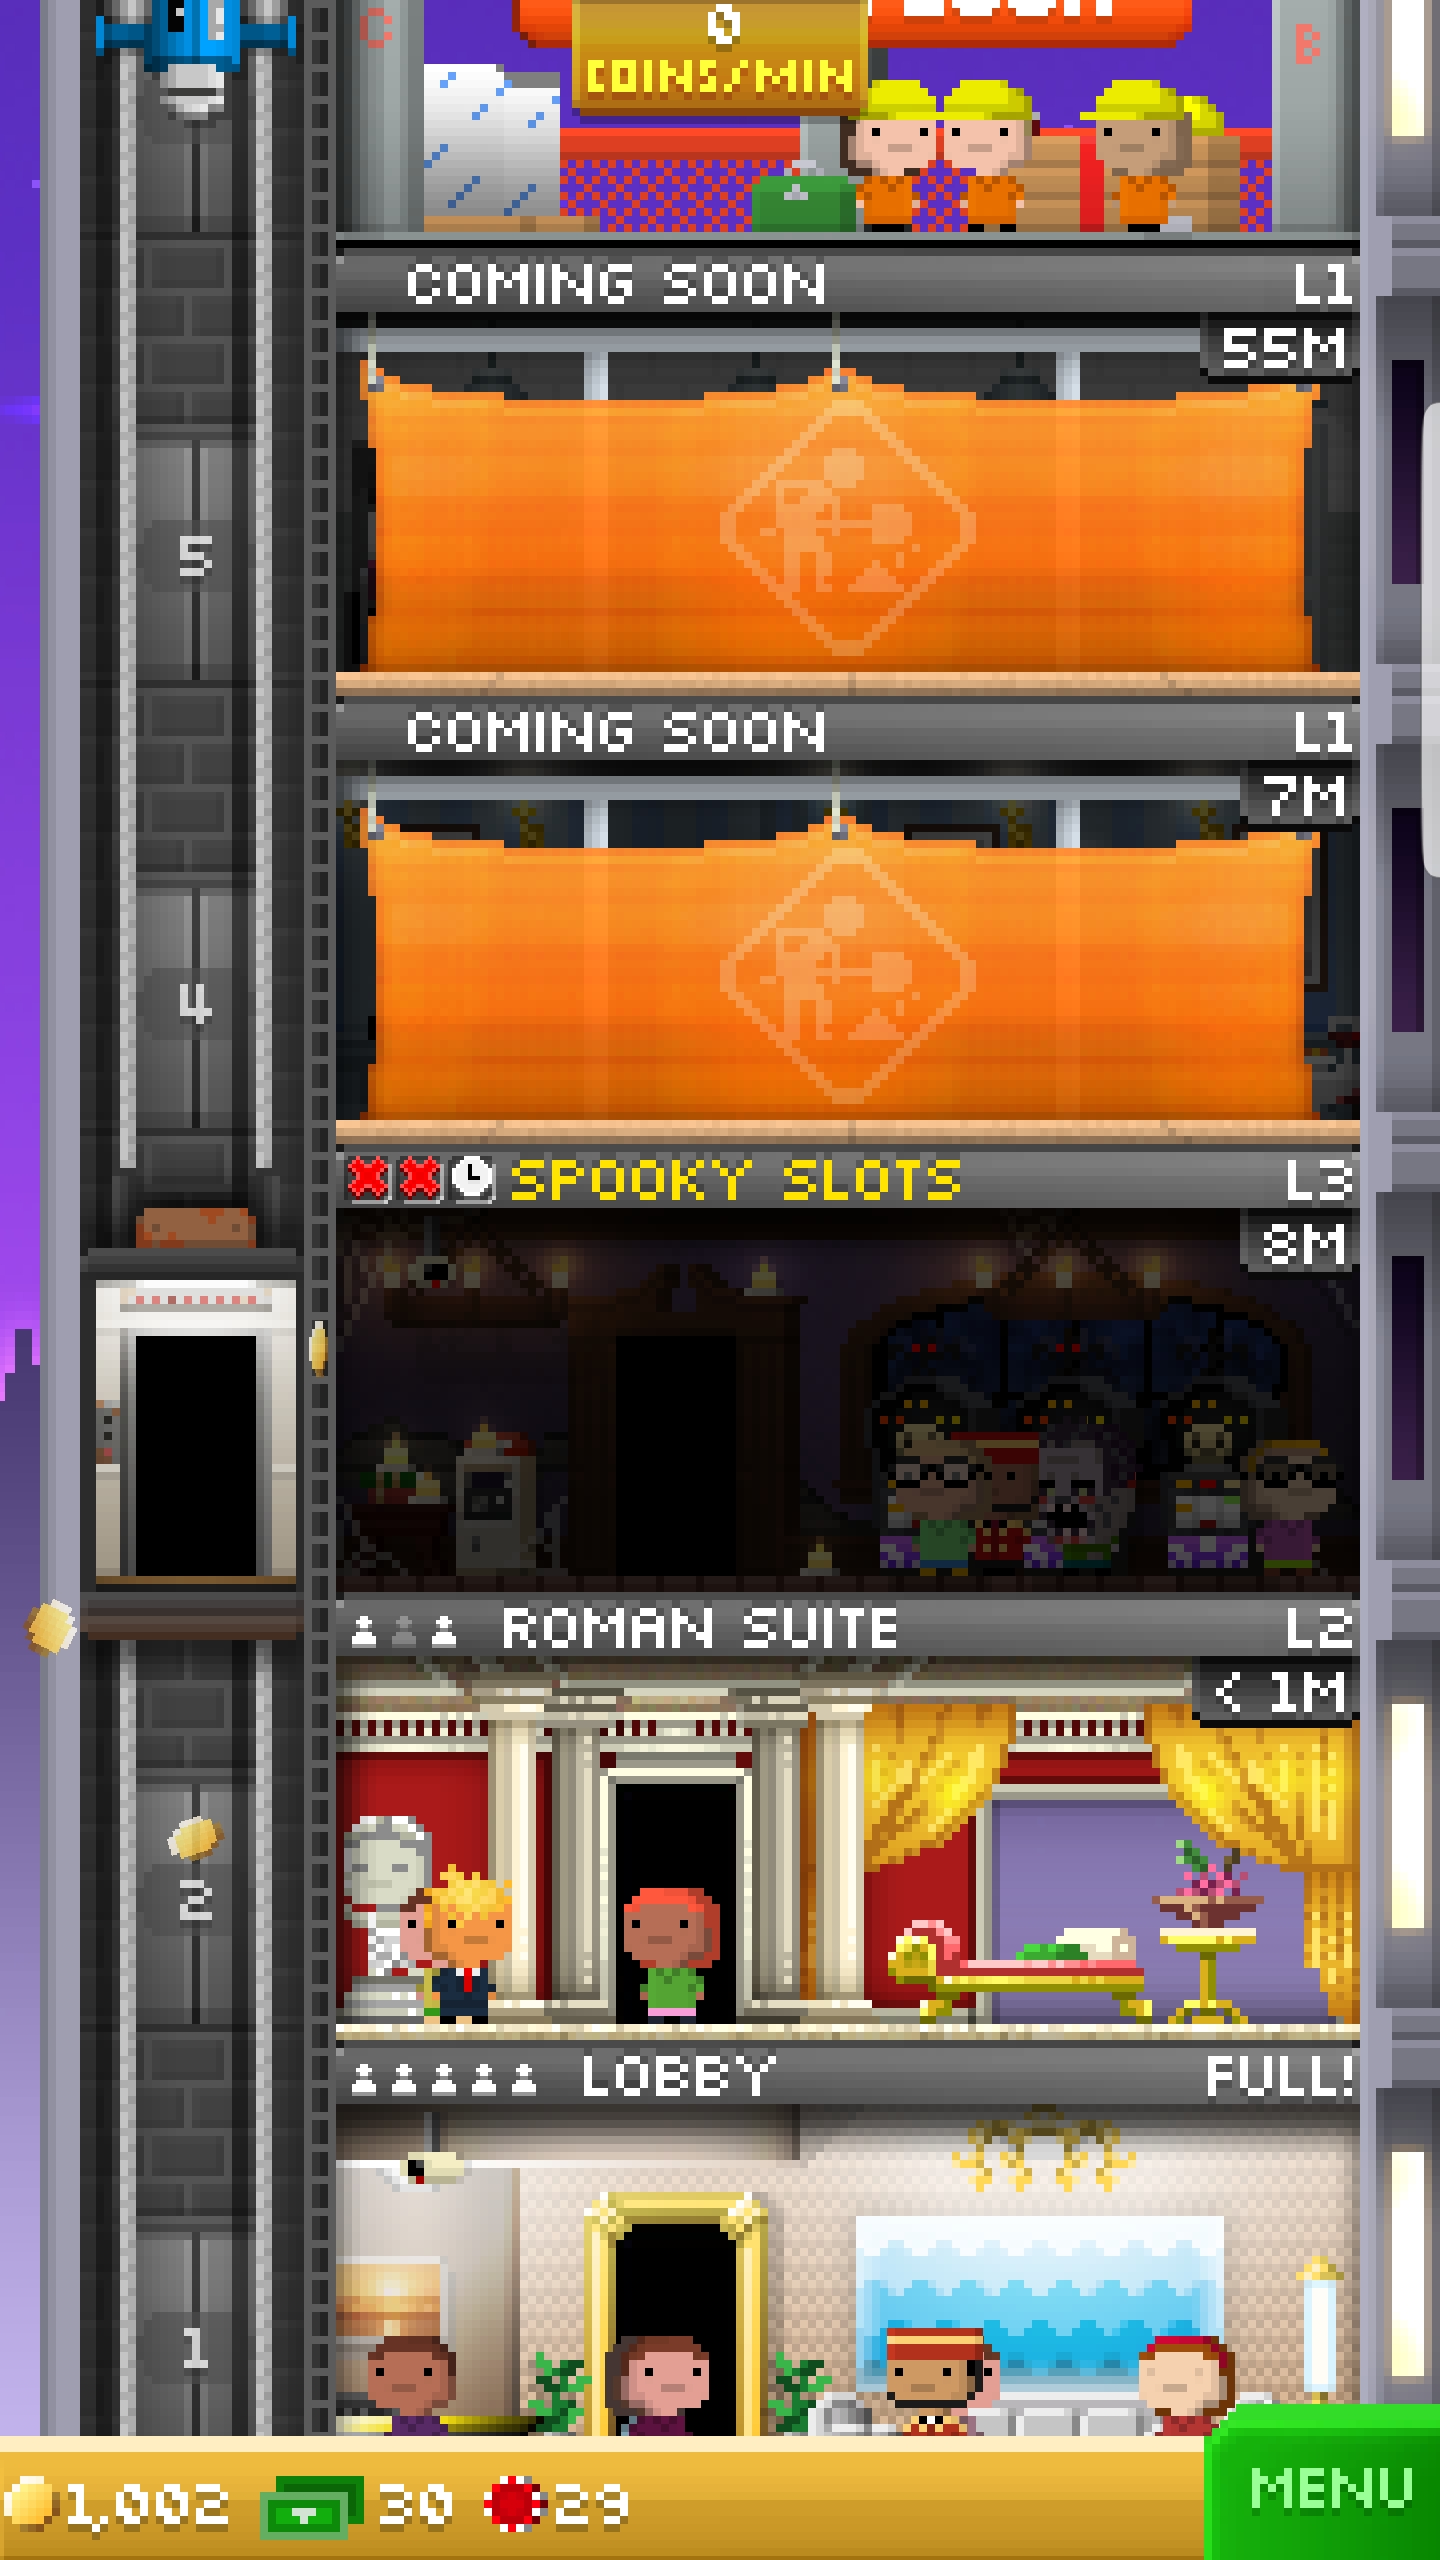 C
B
0
COINS/MIN
COMING SOON L1
55M
5
COMING SOON L1
7M
4
SPOOKY SLOTS L3
8M
ROMAN SUITE L2
< 1M
2
LOBBY FULL!
1
1,002 30 29
MENU